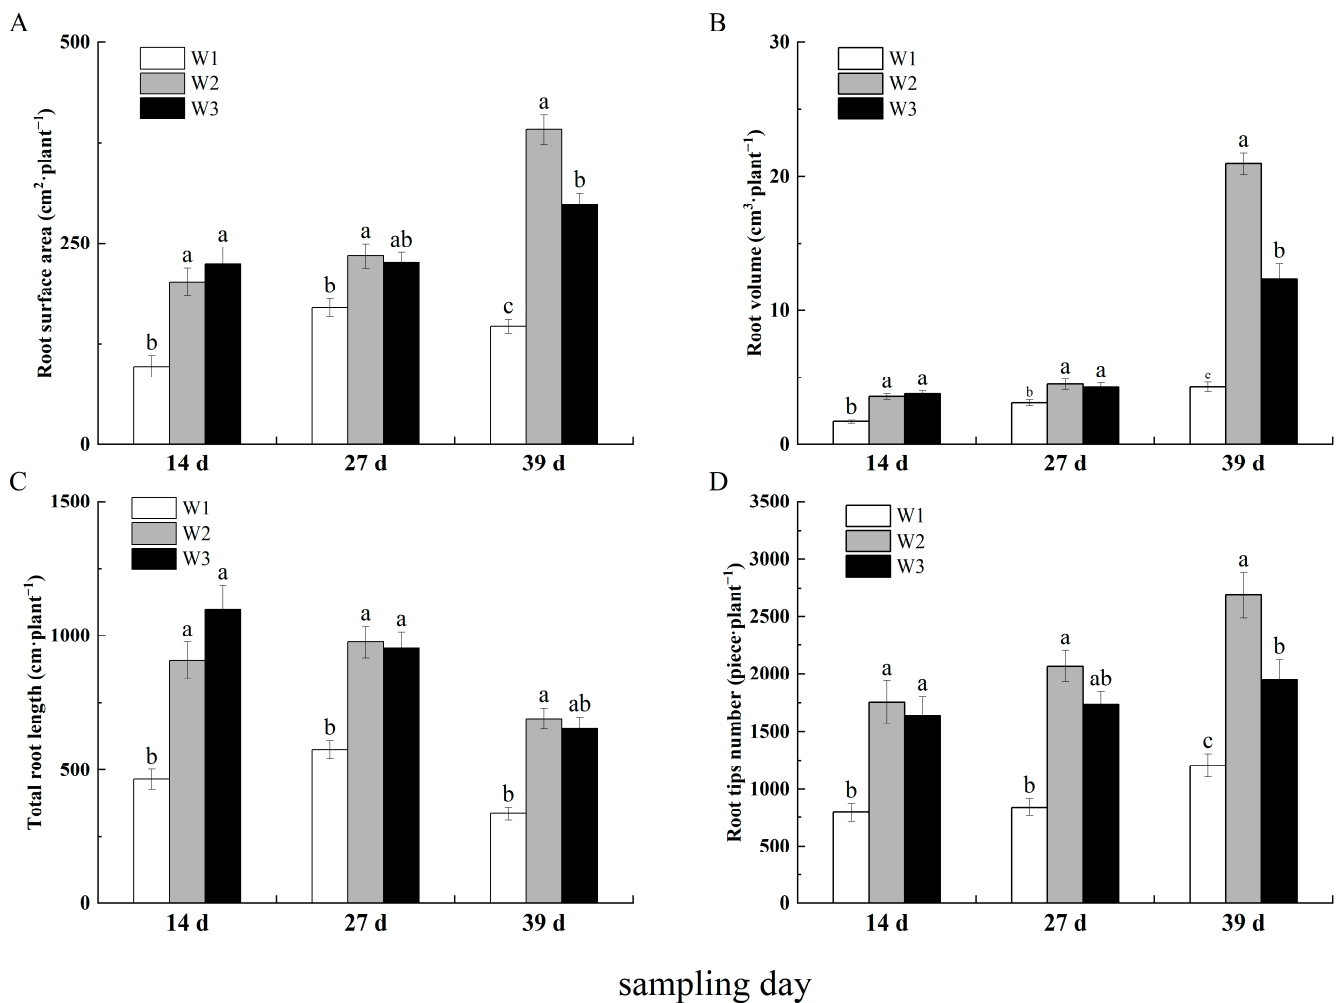 A
500
250
0
Root surface area (cm²·plant⁻¹)
W1
W2
W3
b
a
a
b
a
ab
c
a
b
14 d
27 d
39 d
B
30
20
10
0
Root volume (cm³·plant⁻¹)
W1
W2
W3
b
a
a
b
a
a
c
a
b
14 d
27 d
39 d
C
1500
1000
500
0
Total root length (cm·plant⁻¹)
W1
W2
W3
b
a
a
b
a
a
b
a
ab
14 d
27 d
39 d
D
3500
3000
2500
2000
1500
1000
500
0
Root tips number (piece·plant⁻¹)
W1
W2
W3
b
a
a
b
a
ab
c
a
b
14 d
27 d
39 d
sampling day